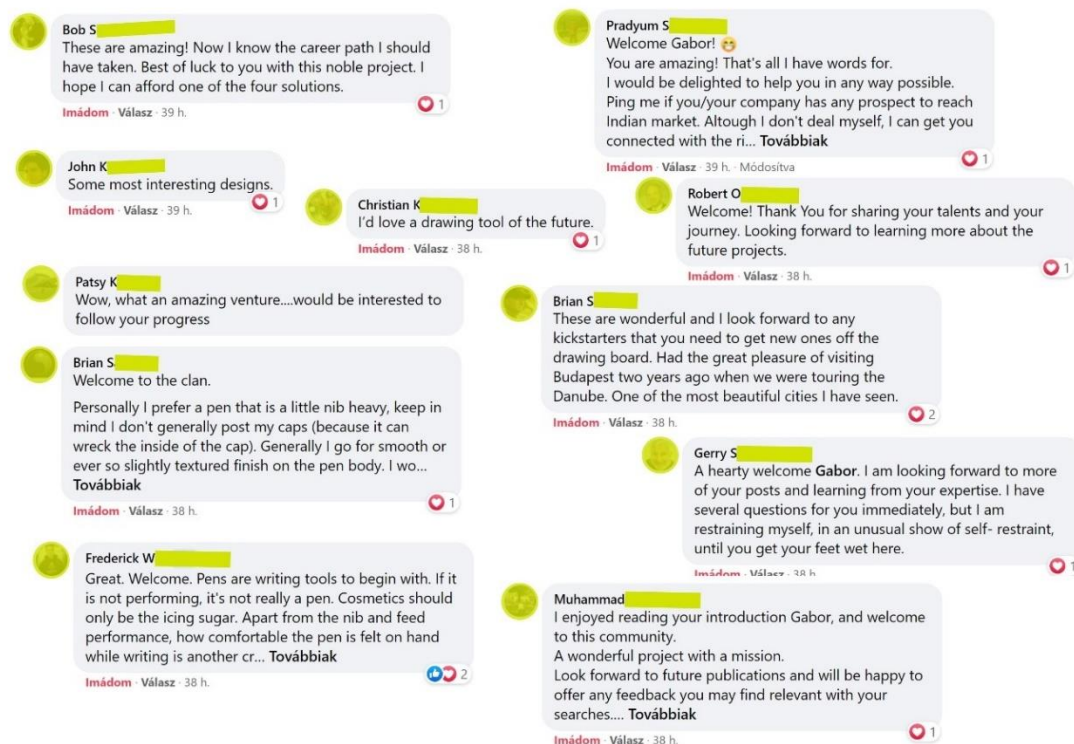 Bob S
These are amazing! Now I know the career path I should
have taken. Best of luck to you with this noble project. I
hope I can afford one of the four solutions.
1
Imádom · Válasz · 39 h.
John K
Some most interesting designs.
1
Imádom · Válasz · 39 h.
Christian K
I'd love a drawing tool of the future.
1
Imádom · Válasz · 38 h.
Patsy K
Wow, what an amazing venture....would be interested to
follow your progress
Brian S
Welcome to the clan.
Personally I prefer a pen that is a little nib heavy, keep in
mind I don't generally post my caps (because it can
wreck the inside of the cap). Generally I go for smooth or
ever so slightly textured finish on the pen body. I wo...
Továbbiak
1
Imádom · Válasz · 38 h.
Frederick W
Great. Welcome. Pens are writing tools to begin with. If it
is not performing, it's not really a pen. Cosmetics should
only be the icing sugar. Apart from the nib and feed
performance, how comfortable the pen is felt on hand
while writing is another cr... Továbbiak
2
Imádom · Válasz · 38 h.
Pradyum S
Welcome Gabor! 😁
You are amazing! That's all I have words for.
I would be delighted to help you in any way possible.
Ping me if you/your company has any prospect to reach
Indian market. Altough I don't deal myself, I can get you
connected with the ri... Továbbiak
1
Imádom · Válasz · 39 h. · Módosítva
Robert O
Welcome! Thank You for sharing your talents and your
journey. Looking forward to learning more about the
future projects.
1
Imádom · Válasz · 38 h.
Brian S
These are wonderful and I look forward to any
kickstarters that you need to get new ones off the
drawing board. Had the great pleasure of visiting
Budapest two years ago when we were touring the
Danube. One of the most beautiful cities I have seen.
2
Imádom · Válasz · 38 h.
Gerry S
A hearty welcome Gabor. I am looking forward to more
of your posts and learning from your expertise. I have
several questions for you immediately, but I am
restraining myself, in an unusual show of self- restraint,
until you get your feet wet here.
1
Imádom · Válasz · 38 h.
Muhammad
I enjoyed reading your introduction Gabor, and welcome
to this community.
A wonderful project with a mission.
Look forward to future publications and will be happy to
offer any feedback you may find relevant with your
searches.... Továbbiak
1
Imádom · Válasz · 38 h.